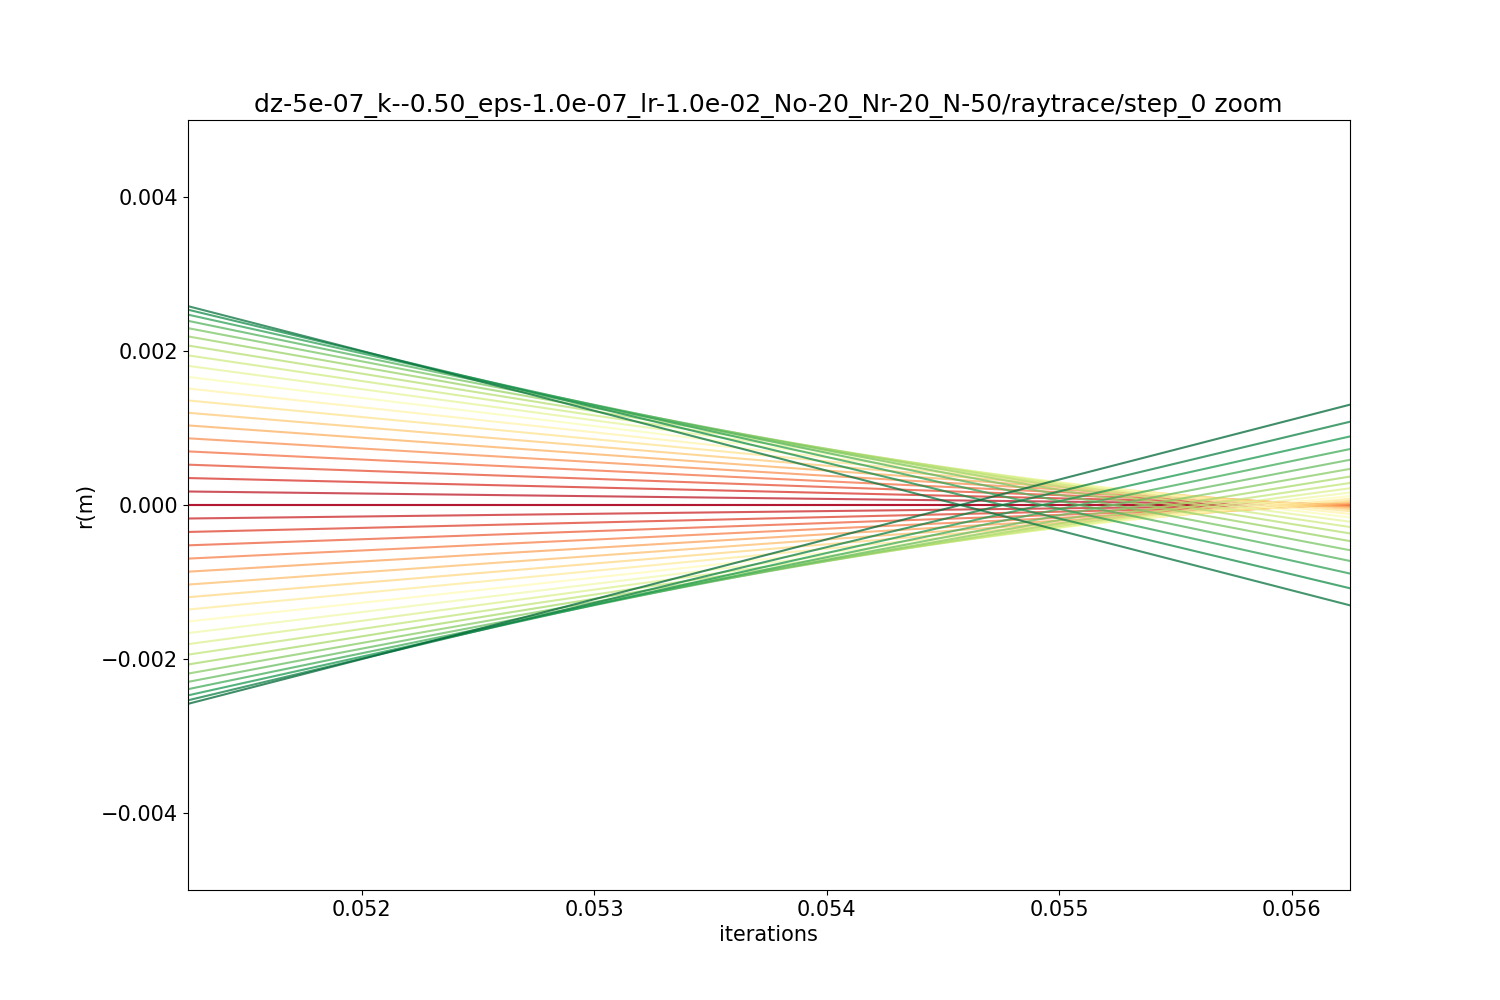 dz-5e-07_k--0.50_eps-1.0e-07_lr-1.0e-02_No-20_Nr-20_N-50/raytrace/step_0 zoom
0.004
0.002
0.000
−0.002
−0.004
r(m)
0.052 0.053 0.054 0.055 0.056
iterations